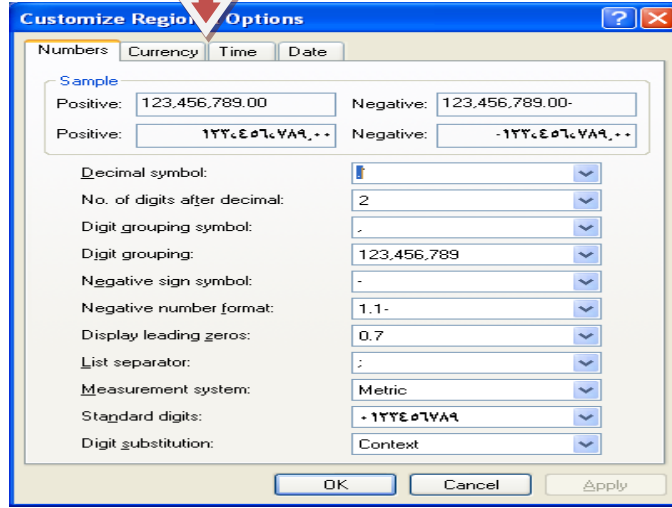 Customize Regional Options
Numbers Currency Time Date
Sample
Positive: 123,456,789.00 Negative: 123,456,789.00-
Positive: ١٢٣،٤٥٦،٧٨٩,٠٠ Negative: -١٢٣،٤٥٦،٧٨٩,٠٠
Decimal symbol: .
No. of digits after decimal: 2
Digit grouping symbol: ,
Digit grouping: 123,456,789
Negative sign symbol: -
Negative number format: 1.1-
Display leading zeros: 0.7
List separator: ;
Measurement system: Metric
Standard digits: ٠١٢٣٤٥٦٧٨٩
Digit substitution: Context
OK Cancel Apply